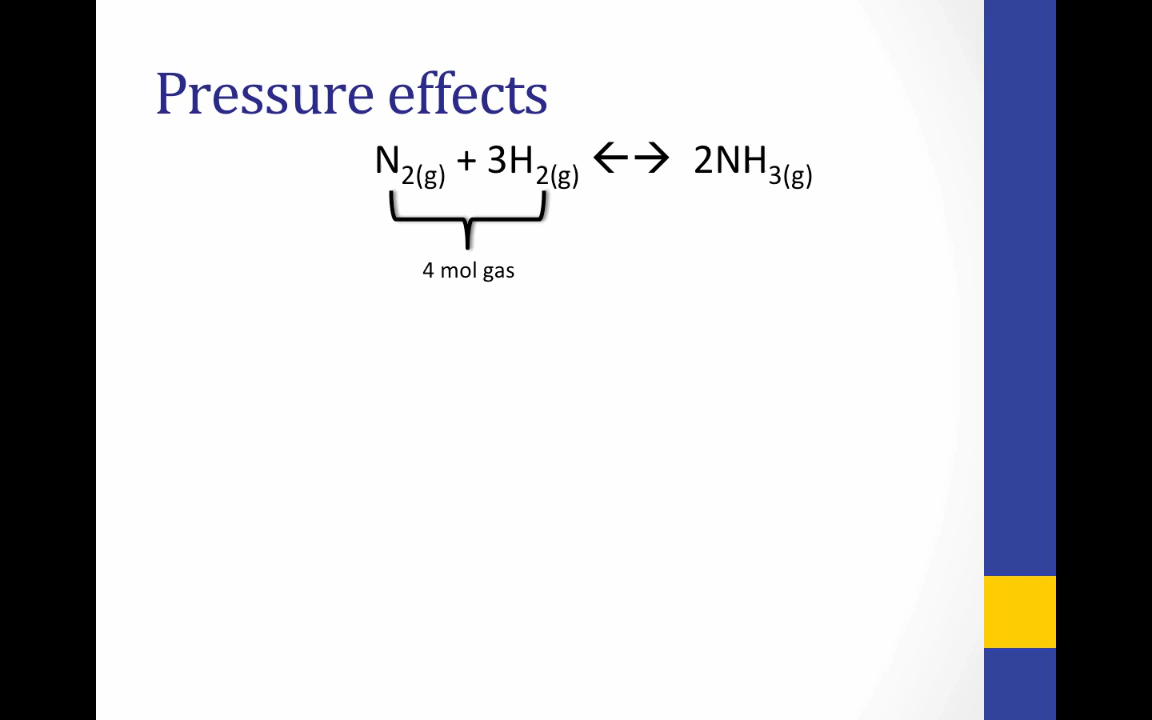 Pressure effects
N₂(g) + 3H₂(g) ←→ 2NH₃(g)
4 mol gas